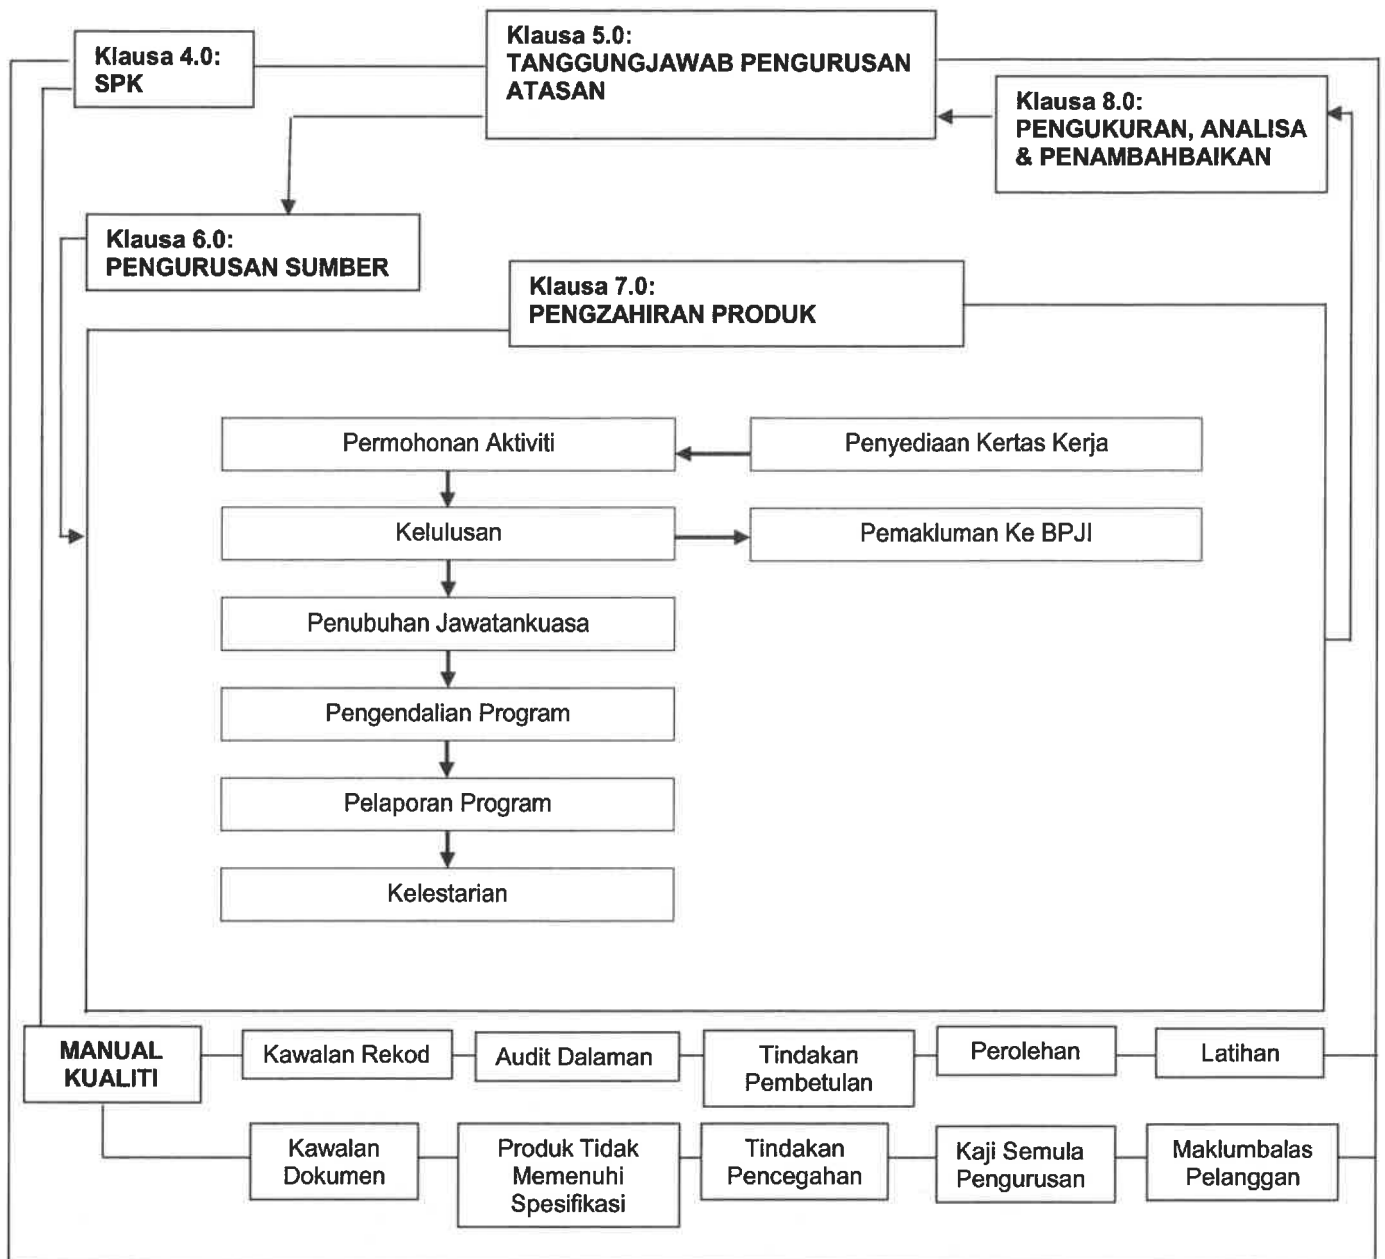 Klausa 4.0:
SPK
Klausa 5.0:
TANGGUNGJAWAB PENGURUSAN
ATASAN
Klausa 8.0:
PENGUKURAN, ANALISA
& PENAMBAHBAIKAN
Klausa 6.0:
PENGURUSAN SUMBER
Klausa 7.0:
PENGZAHIRAN PRODUK
Permohonan Aktiviti
Penyediaan Kertas Kerja
Kelulusan
Pemakluman Ke BPJI
Penubuhan Jawatankuasa
Pengendalian Program
Pelaporan Program
Kelestarian
MANUAL
KUALITI
Kawalan Rekod
Audit Dalaman
Tindakan
Pembetulan
Perolehan
Latihan
Kawalan
Dokumen
Produk Tidak
Memenuhi
Spesifikasi
Tindakan
Pencegahan
Kaji Semula
Pengurusan
Maklumbalas
Pelanggan